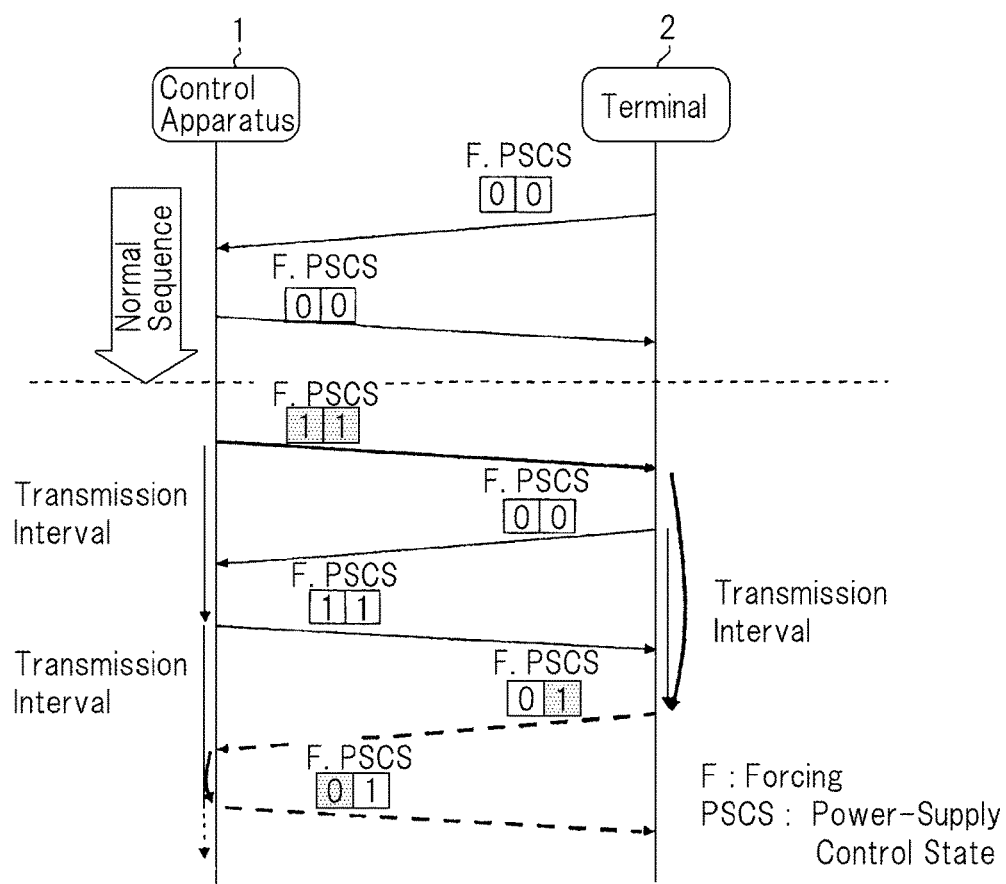 1
2
Control
Apparatus
Terminal
F. PSCS
0 0
F. PSCS
0 0
Normal
Sequence
F. PSCS
1 1
Transmission
Interval
F. PSCS
0 0
F. PSCS
1 1
Transmission
Interval
Transmission
Interval
F. PSCS
0 1
F. PSCS
0 1
F : Forcing
PSCS : Power-Supply
Control State